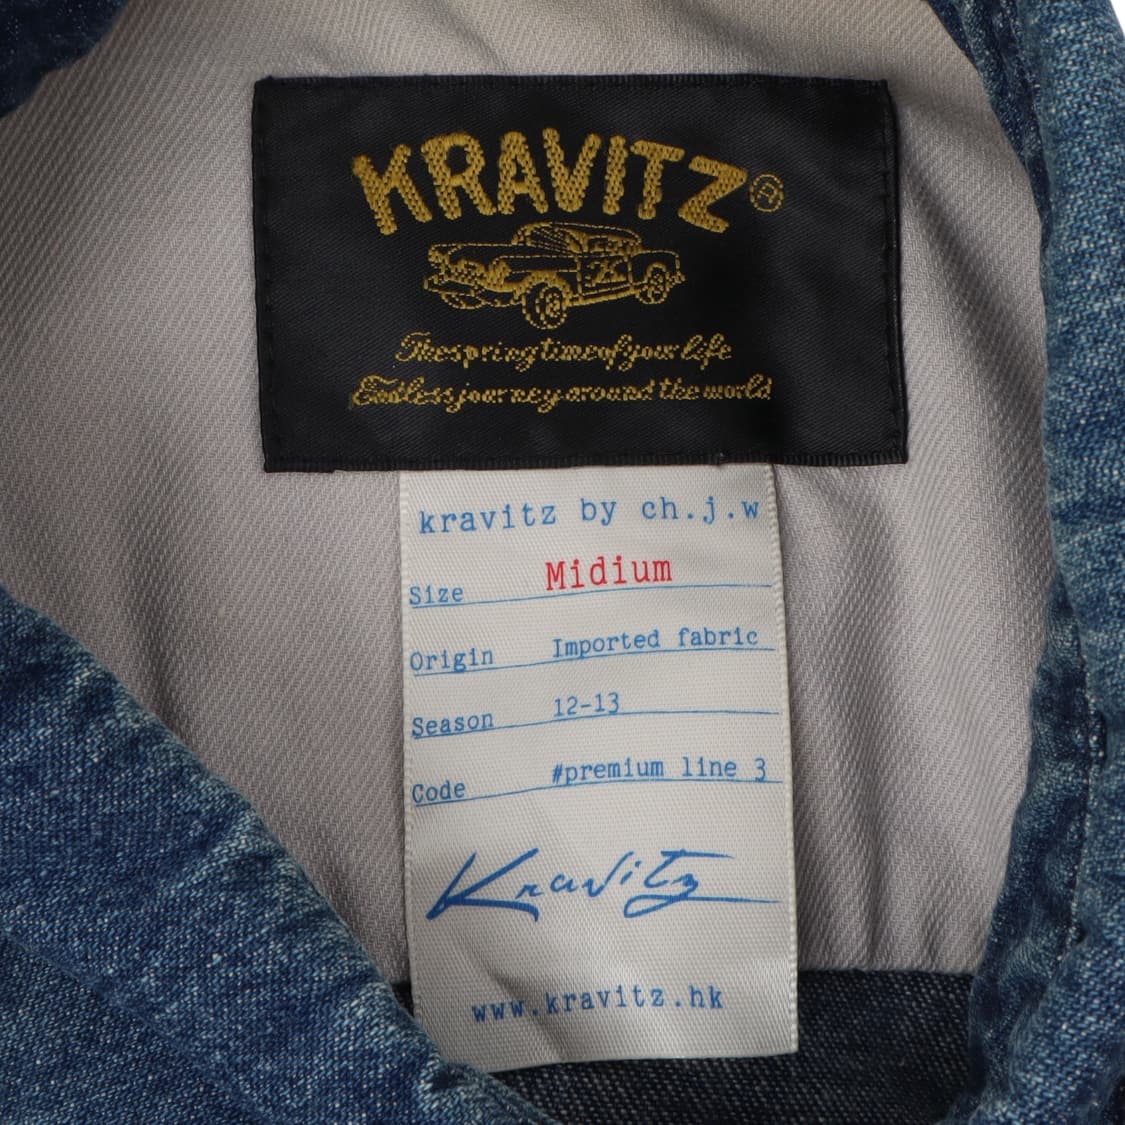 KRAVITZ®
The spring time of your life
Endless journey around the world
kravitz by ch.j.w
Size Midium
Origin Imported fabric
Season 12-13
Code #premium line 3
Kravitz
www.kravitz.hk